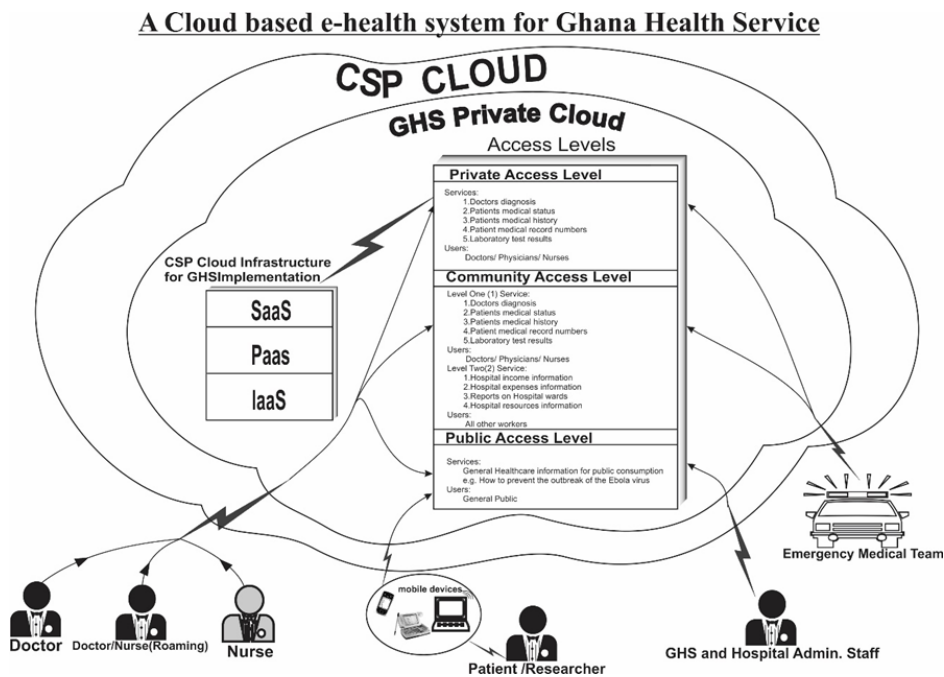 A Cloud based e-health system for Ghana Health Service
CSP CLOUD
GHS Private Cloud
Access Levels
Private Access Level
Services:
1.Doctors diagnosis
2.Patients medical status
3.Patients medical history
4.Patient medical record numbers
5.Laboratory test results
Users:
Doctors/ Physicians/ Nurses
CSP Cloud Infrastructure
for GHSImplementation
SaaS
Paas
IaaS
Community Access Level
Level One (1) Service:
1.Doctors diagnosis
2.Patients medical status
3.Patients medical history
4.Patient medical record numbers
5.Laboratory test results
Users:
Doctors/ Physicians/ Nurses
Level Two(2) Service:
1.Hospital income information
2.Hospital expenses information
3.Reports on Hospital wards
4.Hospital resources information
Users:
All other workers
Public Access Level
Services:
General Healthcare information for public consumption
e.g. How to prevent the outbreak of the Ebola virus
Users:
General Public
Emergency Medical Team
mobile devices
Doctor
Doctor/Nurse(Roaming)
Nurse
Patient /Researcher
GHS and Hospital Admin. Staff